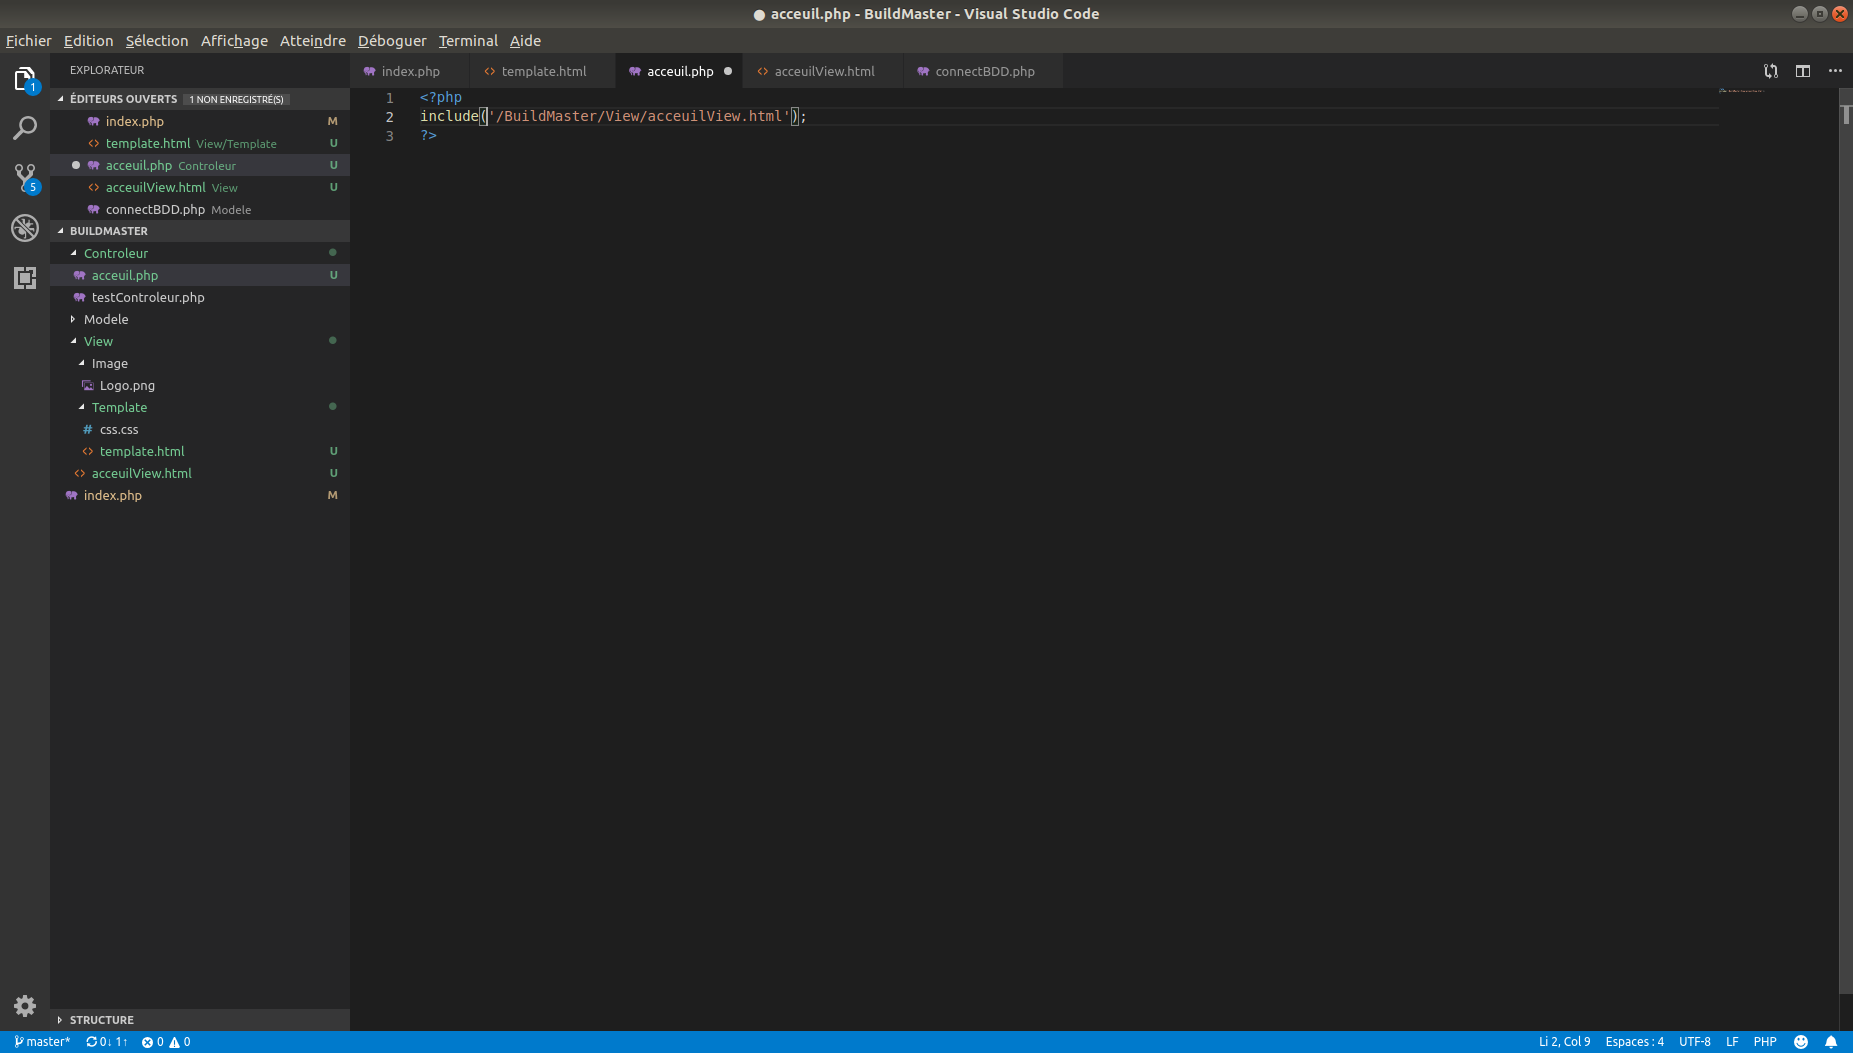 ● acceuil.php - BuildMaster - Visual Studio Code
Fichier Edition Sélection Affichage Atteindre Déboguer Terminal Aide
EXPLORATEUR
index.php template.html acceuil.php ● acceuilView.html connectBDD.php
ÉDITEURS OUVERTS 1 NON ENREGISTRÉ(S)
index.php M
template.html View/Template U
acceuil.php Controleur U
acceuilView.html View U
connectBDD.php Modele
BUILDMASTER
Controleur
acceuil.php U
testControleur.php
Modele
View
Image
Logo.png
Template
# css.css
template.html U
acceuilView.html U
index.php M
STRUCTURE
1 <?php
2 include('/BuildMaster/View/acceuilView.html');
3 ?>
1
5
master* 0↓ 1↑ 0 0
Li 2, Col 9 Espaces : 4 UTF-8 LF PHP